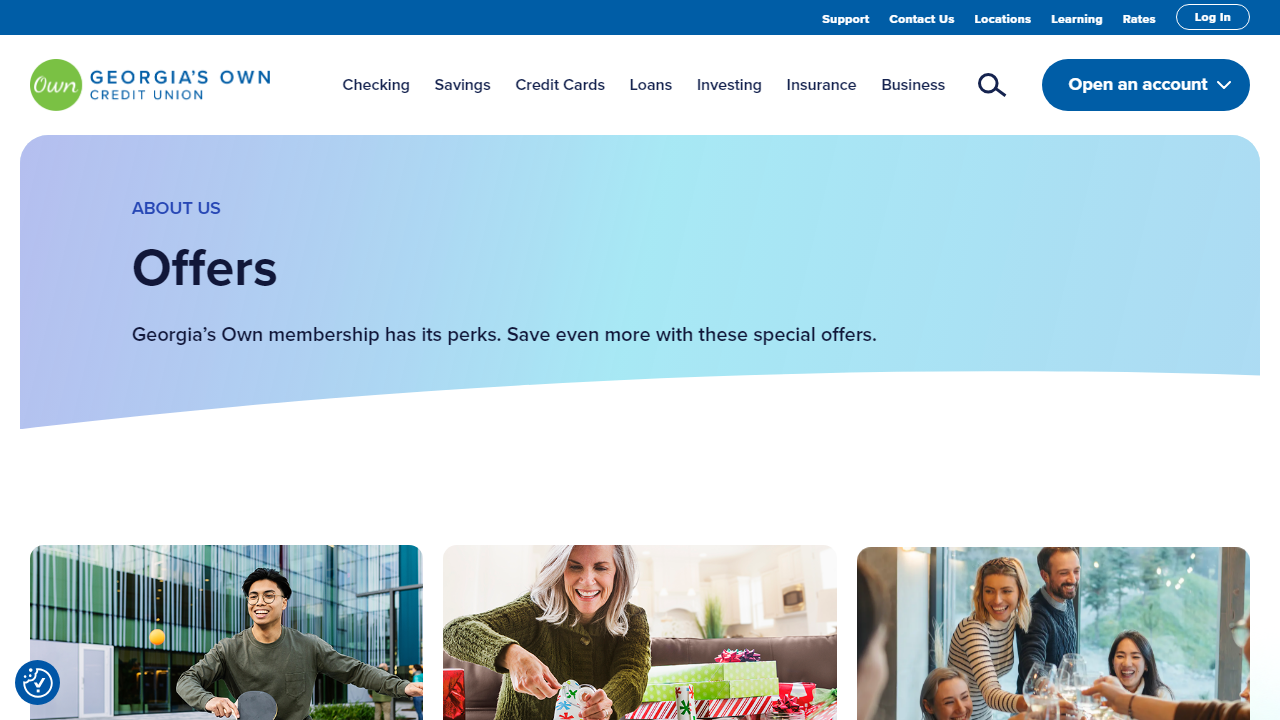 Support Contact Us Locations Learning Rates Log In
Own GEORGIA'S OWN
CREDIT UNION
Checking Savings Credit Cards Loans Investing Insurance Business Open an account
ABOUT US
Offers
Georgia’s Own membership has its perks. Save even more with these special offers.